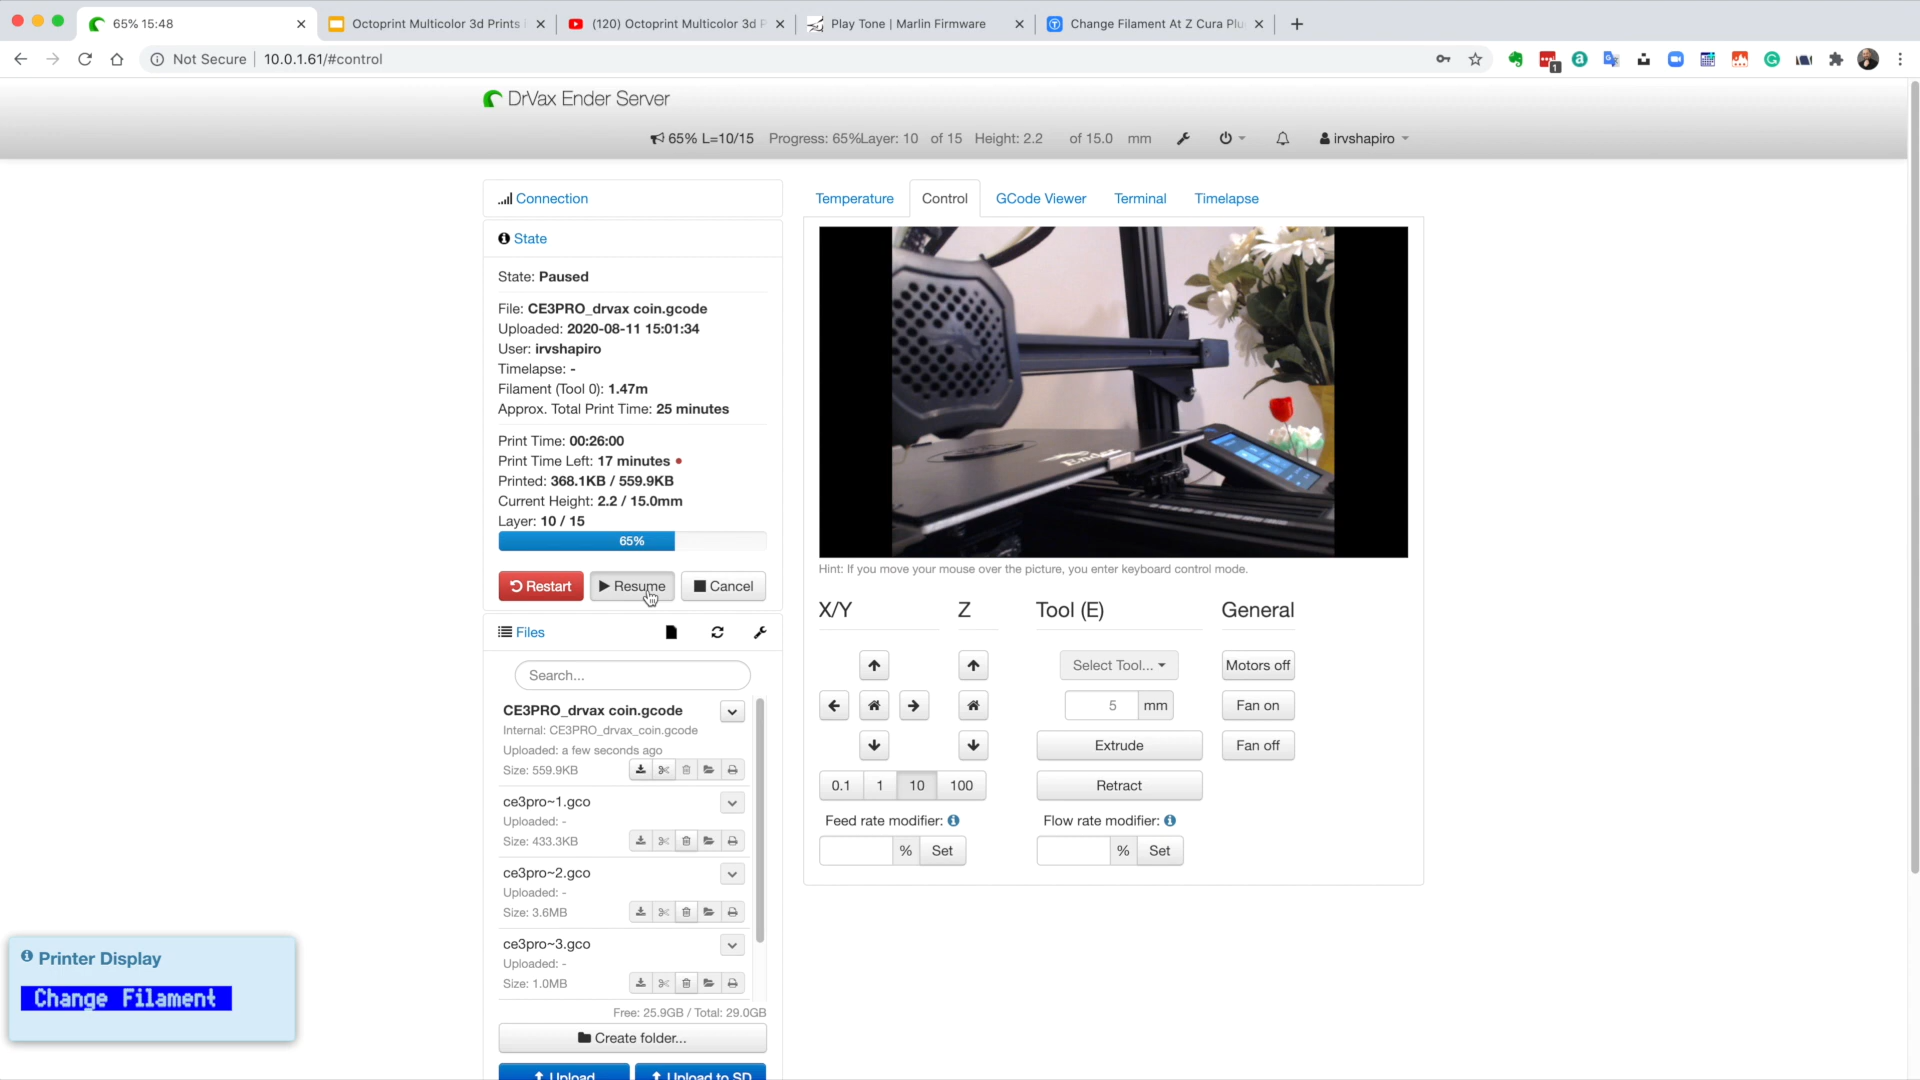 65% 15:48
Octoprint Multicolor 3d Prints
(120) Octoprint Multicolor 3d P
Play Tone | Marlin Firmware
Change Filament At Z Cura Plu
Not Secure
10.0.1.61/#control
1
DrVax Ender Server
65% L=10/15
Progress: 65%Layer: 10 of 15 Height: 2.2 of 15.0 mm
irvshapiro
Connection
State
State: Paused
File: CE3PRO_drvax coin.gcode
Uploaded: 2020-08-11 15:01:34
User: irvshapiro
Timelapse: -
Filament (Tool 0): 1.47m
Approx. Total Print Time: 25 minutes
Print Time: 00:26:00
Print Time Left: 17 minutes
Printed: 368.1KB / 559.9KB
Current Height: 2.2 / 15.0mm
Layer: 10 / 15
65%
Restart
Resume
Cancel
Files
Search...
CE3PRO_drvax coin.gcode
Internal: CE3PRO_drvax_coin.gcode
Uploaded: a few seconds ago
Size: 559.9KB
ce3pro~1.gco
Uploaded: -
Size: 433.3KB
ce3pro~2.gco
Uploaded: -
Size: 3.6MB
ce3pro~3.gco
Uploaded: -
Size: 1.0MB
Free: 25.9GB / Total: 29.0GB
Create folder...
Upload
Upload to SD
Temperature
Control
GCode Viewer
Terminal
Timelapse
Ender
Hint: If you move your mouse over the picture, you enter keyboard control mode.
X/Y
Z
Tool (E)
General
Select Tool...
Motors off
5 mm
Fan on
Extrude
Fan off
0.1 1 10 100
Retract
Feed rate modifier:
Flow rate modifier:
% Set
% Set
Printer Display
Change Filament